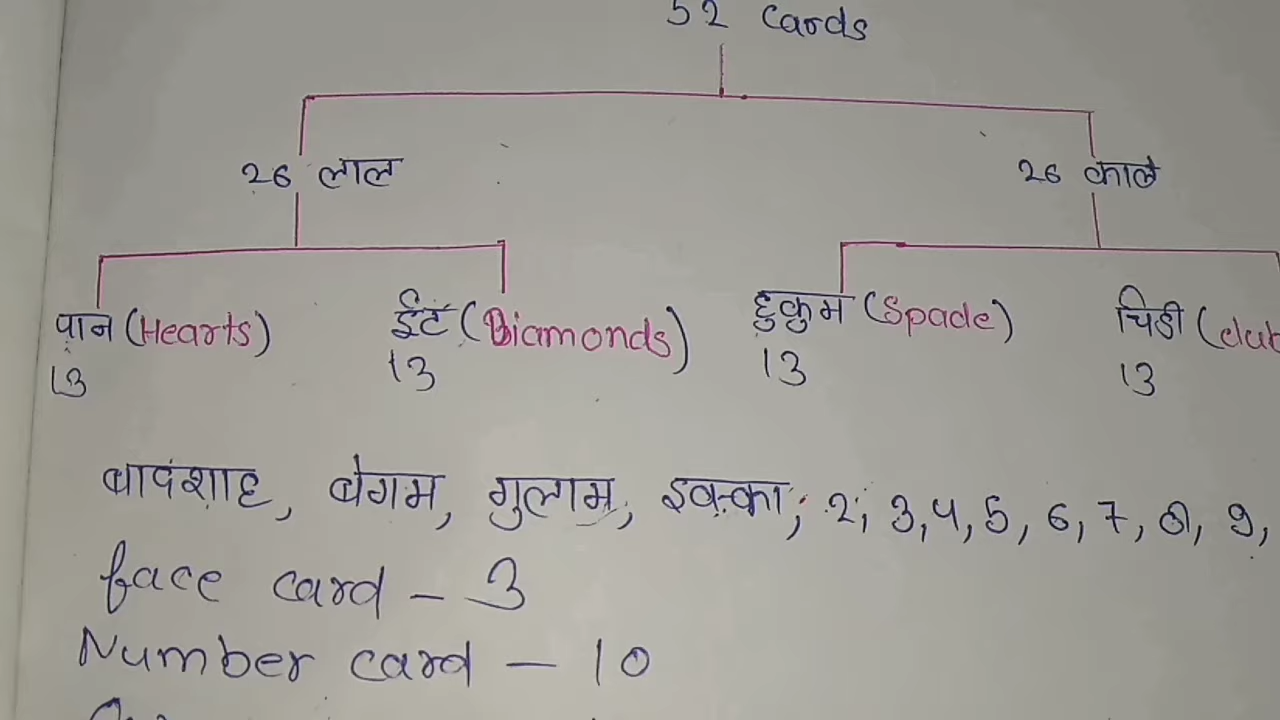 52 Cards
26 लाल 26 काले
पान (Hearts) ईंट (Diamonds) हुकुम (Spade) चिडी (club
13 13 13 13
बादशाह, बेगम, गुलाम, इक्का, 2, 3, 4, 5, 6, 7, 8, 9,
face card - 3
Number card - 10